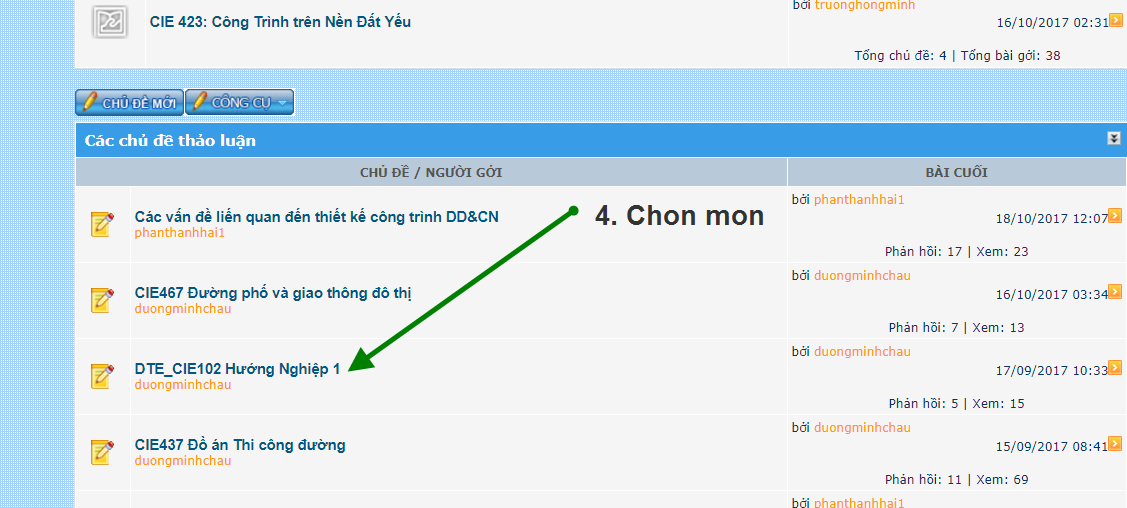 bởi truonghongminh
CIE 423: Công Trình trên Nền Đất Yếu
16/10/2017 02:31
Tổng chủ đề: 4 | Tổng bài gởi: 38
CHỦ ĐỀ MỚI CÔNG CỤ
Các chủ đề thảo luận
CHỦ ĐỀ / NGƯỜI GỞI BÀI CUỐI
bởi phanthanhhai1
Các vấn đề liến quan đến thiết kế công trình DD&CN
4. Chon mon
18/10/2017 12:07
phanthanhhai1
Phản hồi: 17 | Xem: 23
bởi duongminhchau
CIE467 Đường phố và giao thông đô thị
16/10/2017 03:34
duongminhchau
Phản hồi: 7 | Xem: 13
bởi duongminhchau
DTE_CIE102 Hướng Nghiệp 1
17/09/2017 10:33
duongminhchau
Phản hồi: 5 | Xem: 15
bởi duongminhchau
CIE437 Đồ án Thi công đường
15/09/2017 08:41
duongminhchau
Phản hồi: 11 | Xem: 69
bởi phanthanhhai1